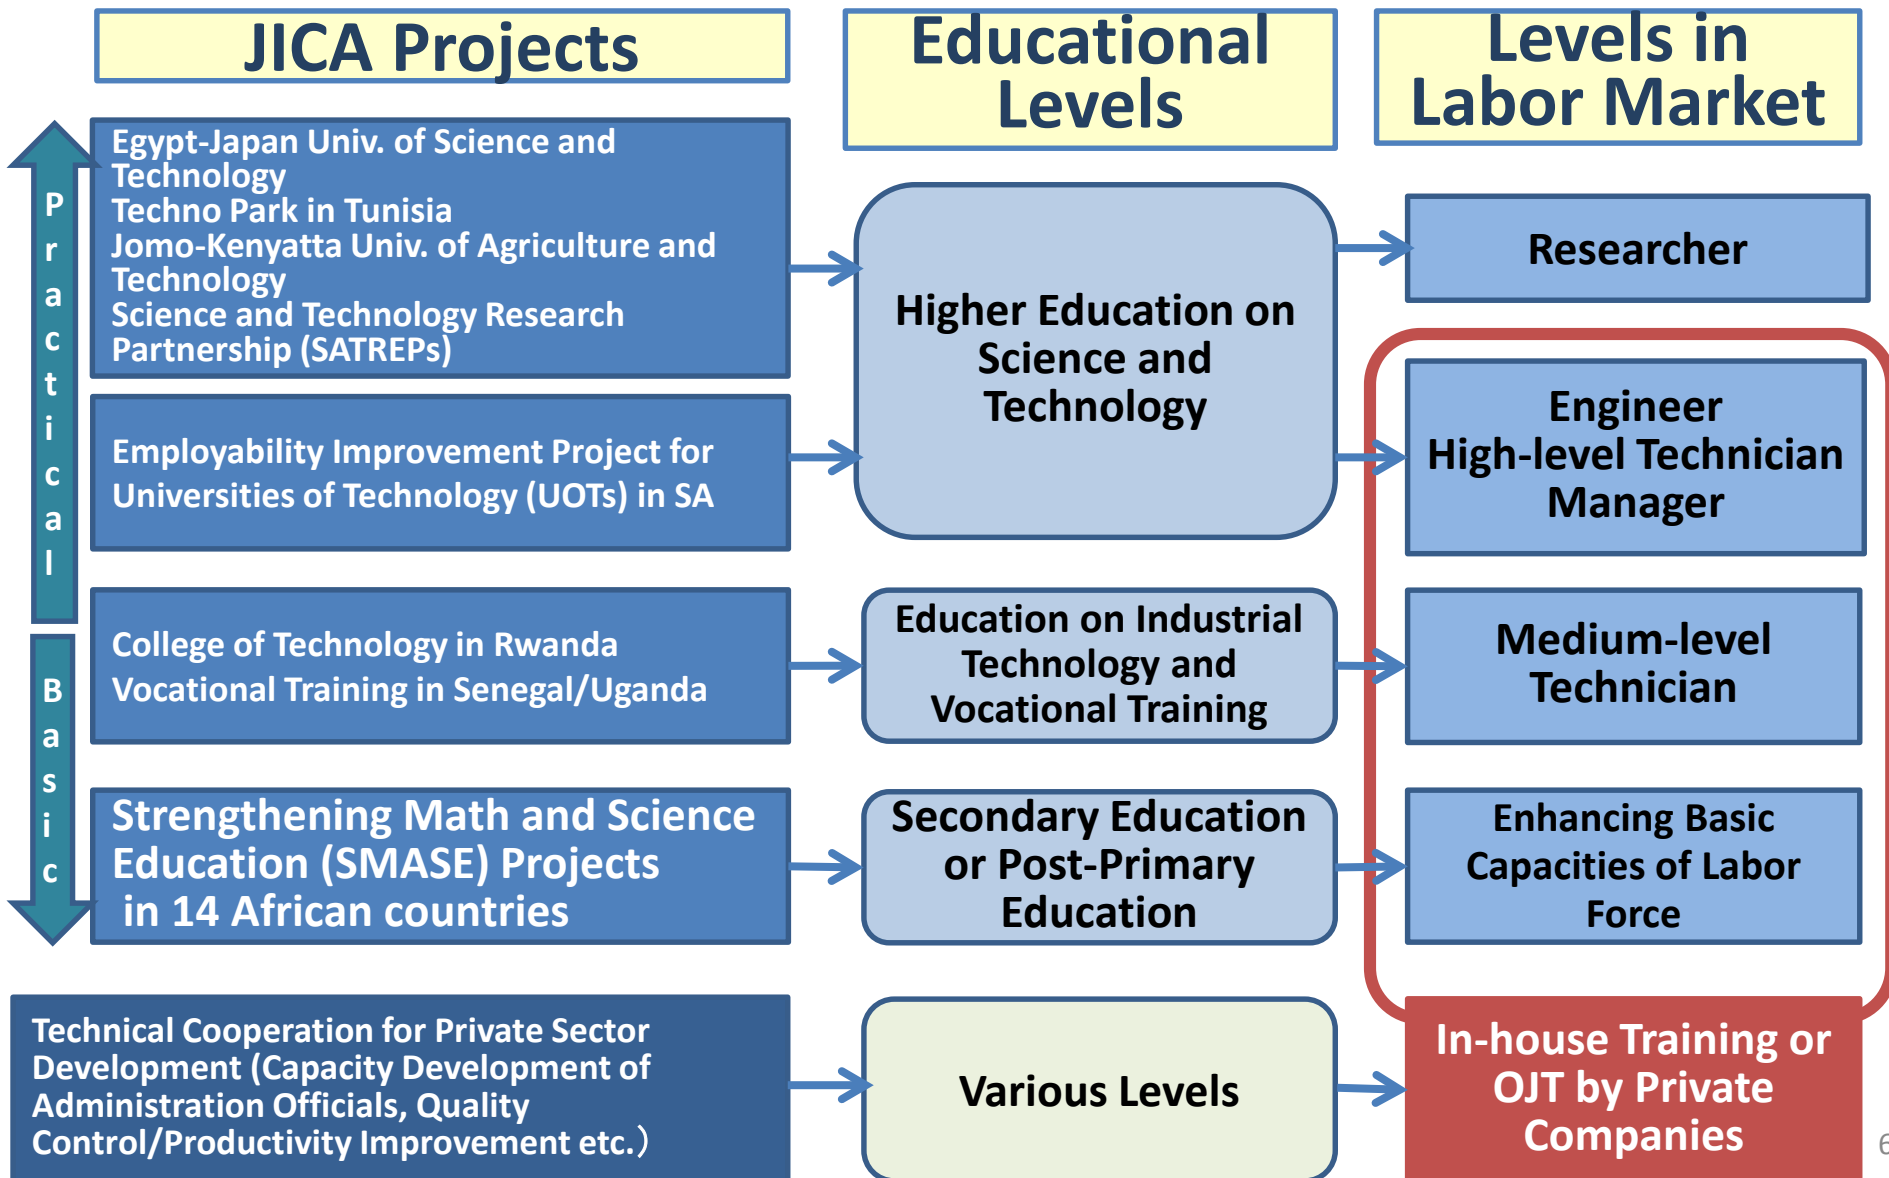 JICA Projects
Educational
Levels
Levels in
Labor Market
Practical
Basic
Egypt-Japan Univ. of Science and
Technology
Techno Park in Tunisia
Jomo-Kenyatta Univ. of Agriculture and
Technology
Science and Technology Research
Partnership (SATREPs)
Higher Education on
Science and
Technology
Researcher
Employability Improvement Project for
Universities of Technology (UOTs) in SA
Engineer
High-level Technician
Manager
College of Technology in Rwanda
Vocational Training in Senegal/Uganda
Education on Industrial
Technology and
Vocational Training
Medium-level
Technician
Strengthening Math and Science
Education (SMASE) Projects
in 14 African countries
Secondary Education
or Post-Primary
Education
Enhancing Basic
Capacities of Labor
Force
Technical Cooperation for Private Sector
Development (Capacity Development of
Administration Officials, Quality
Control/Productivity Improvement etc.）
Various Levels
In-house Training or
OJT by Private
Companies
6